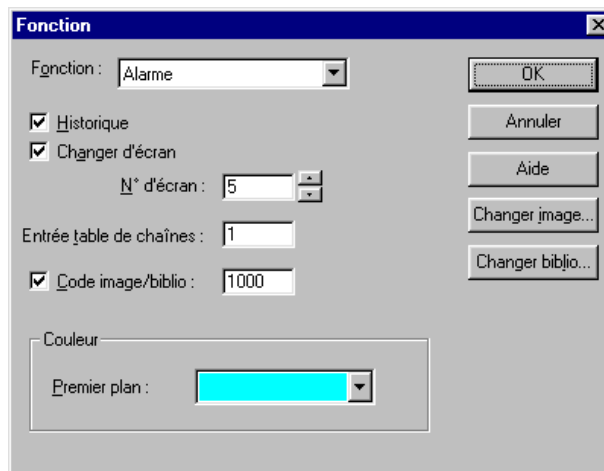 Fonction
Fonction : Alarme
OK
Historique
Annuler
Changer d'écran
N° d'écran : 5
Aide
Changer image...
Entrée table de chaînes : 1
Changer biblio...
Code image/biblio : 1000
Couleur
Premier plan :